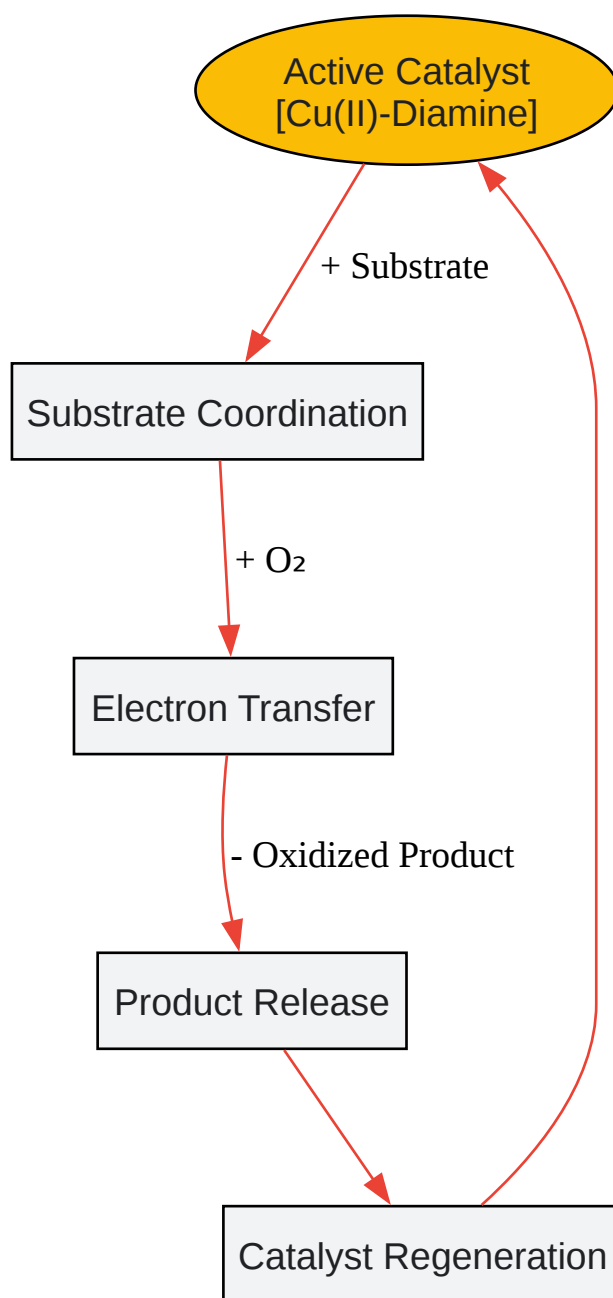 Active Catalyst
[Cu(II)-Diamine]
+ Substrate
Substrate Coordination
+ O₂
Electron Transfer
- Oxidized Product
Product Release
Catalyst Regeneration